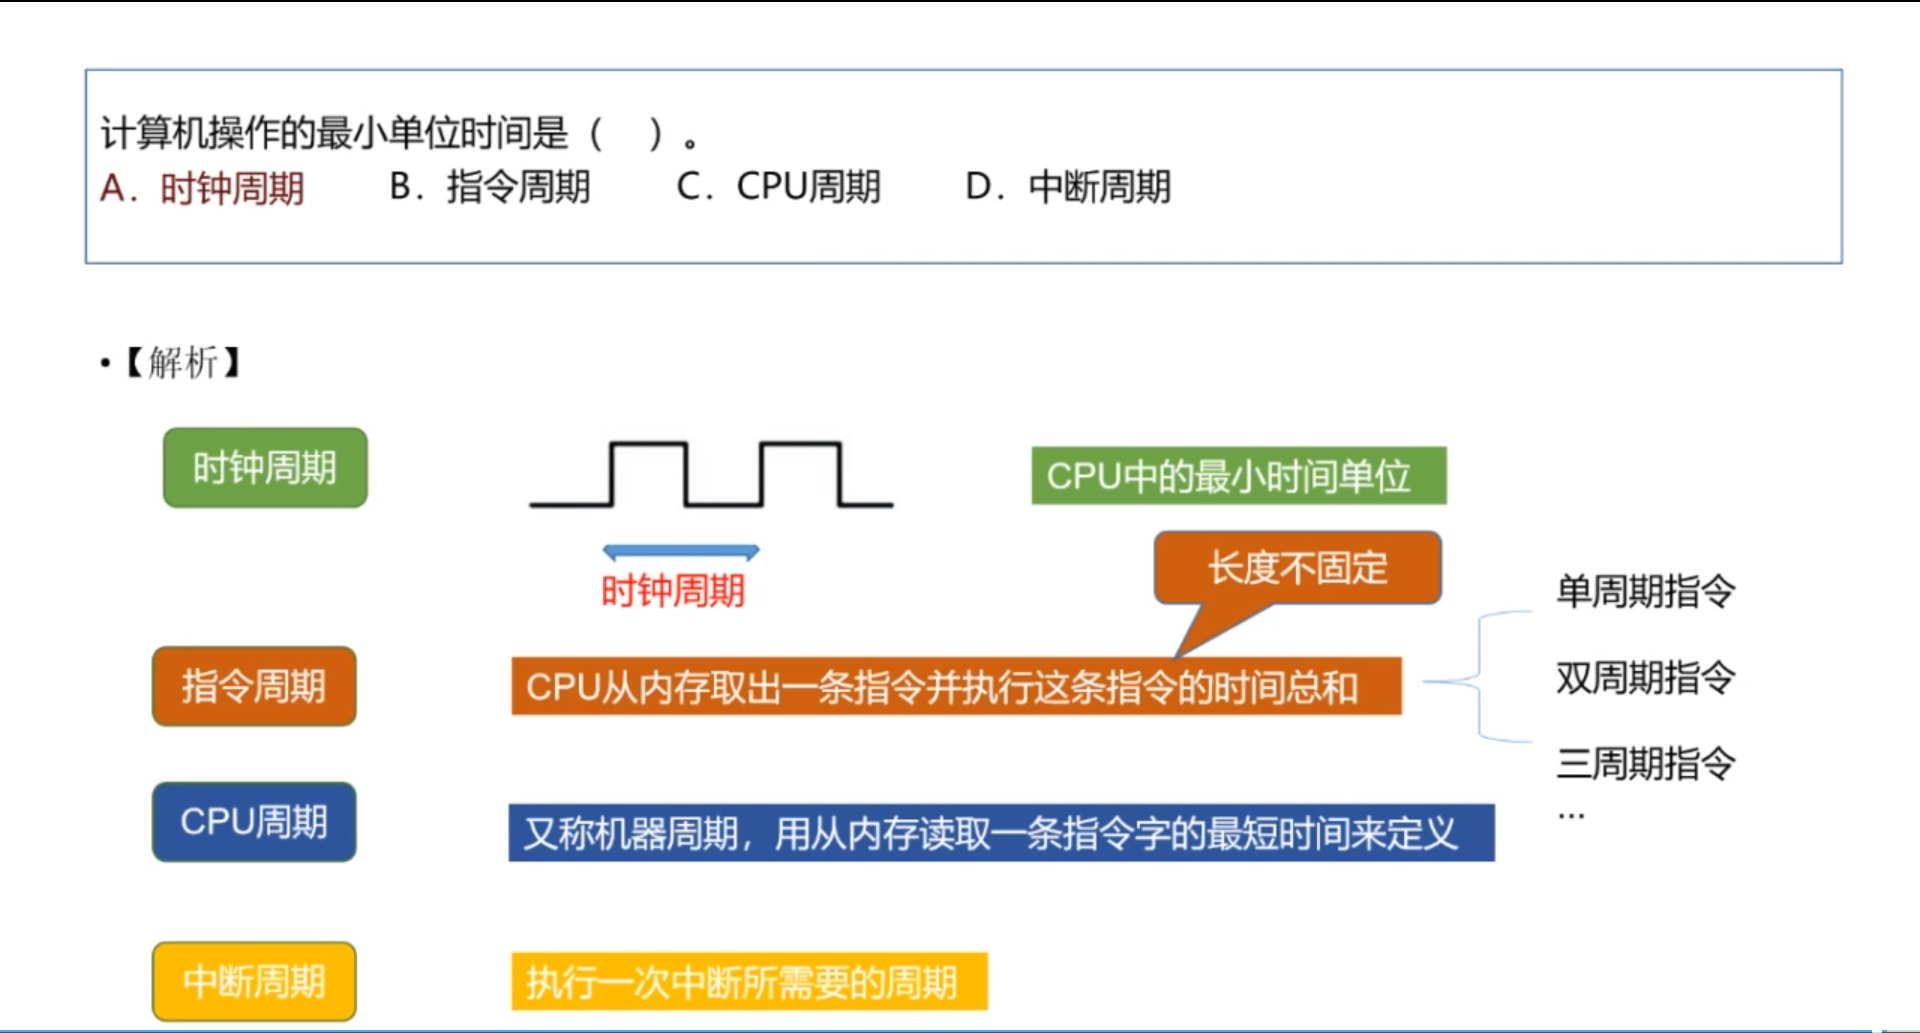 计算机操作的最小单位时间是（ ）。
A. 时钟周期 B. 指令周期 C. CPU周期 D. 中断周期
•【解析】
时钟周期
CPU中的最小时间单位
时钟周期
长度不固定
单周期指令
指令周期
CPU从内存取出一条指令并执行这条指令的时间总和
双周期指令
三周期指令
...
CPU周期
又称机器周期，用从内存读取一条指令字的最短时间来定义
中断周期
执行一次中断所需要的周期